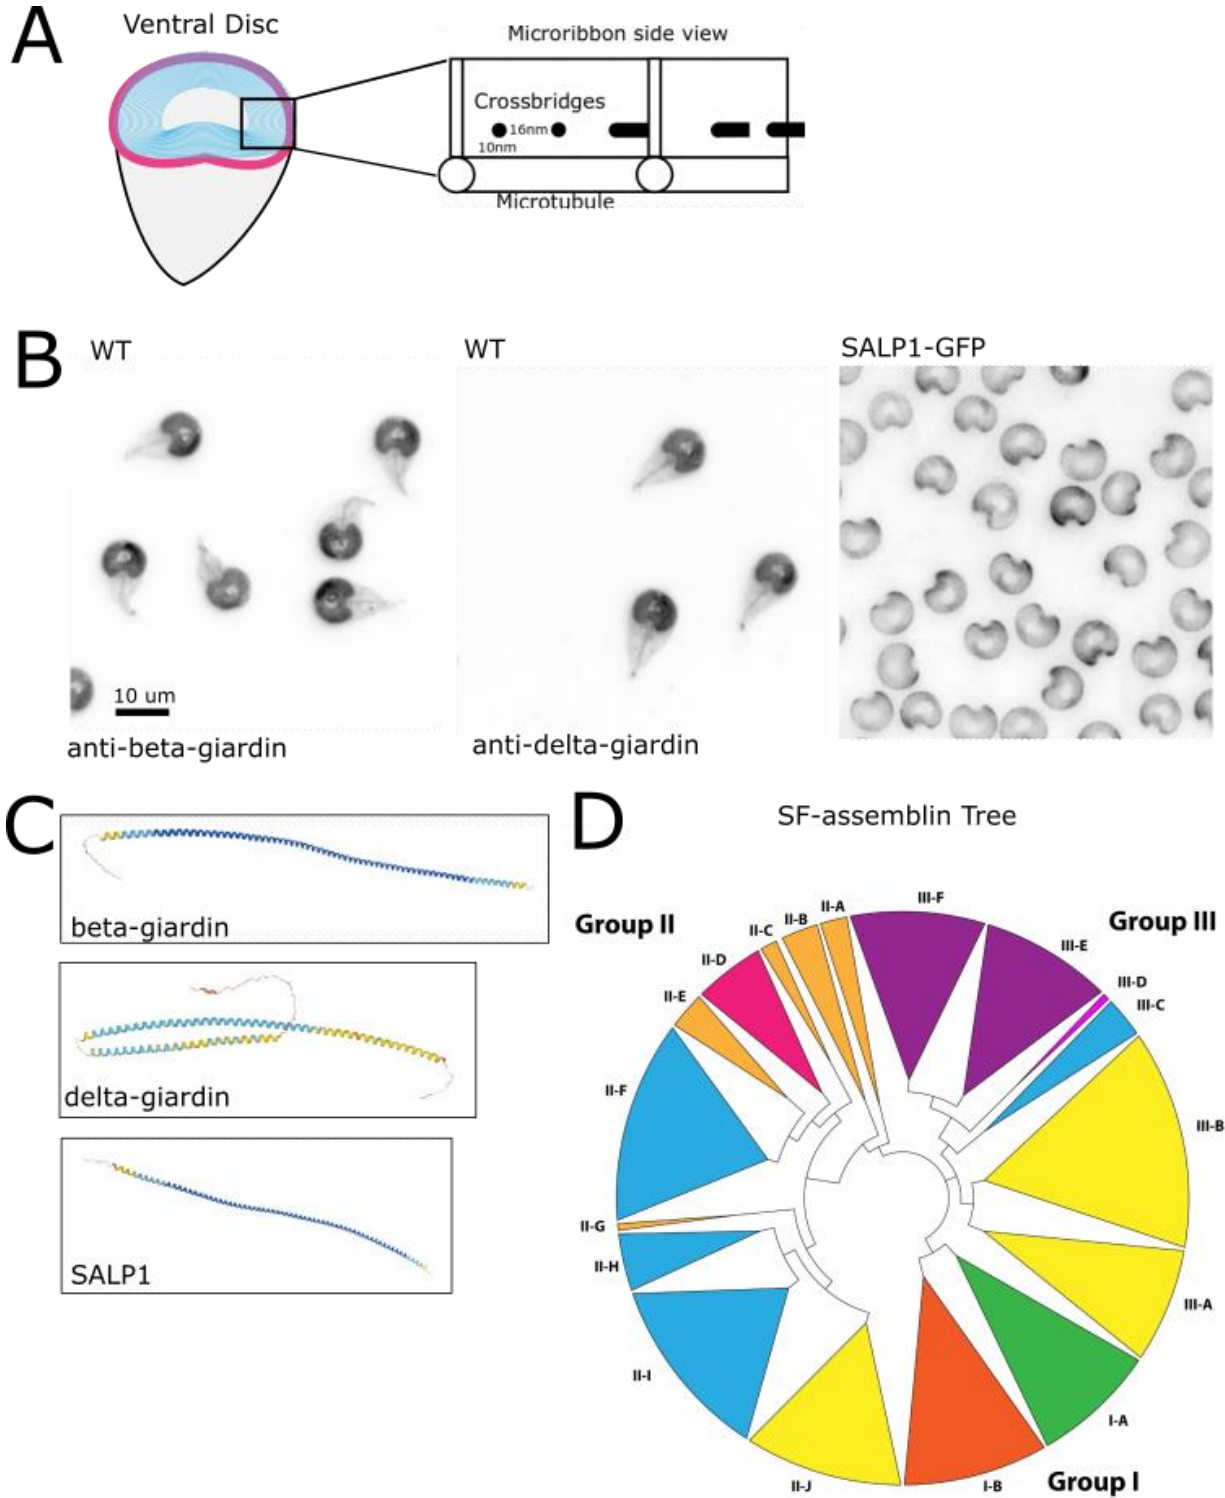 A
Ventral Disc
Microribbon side view
Crossbridges
16nm
10nm
Microtubule
B
WT
WT
SALP1-GFP
10 um
anti-beta-giardin
anti-delta-giardin
C
beta-giardin
delta-giardin
SALP1
D
SF-assemblin Tree
Group II
Group III
Group I
II-A
II-B
II-C
II-D
II-E
II-F
II-G
II-H
II-I
II-J
III-F
III-E
III-D
III-C
III-B
III-A
I-A
I-B